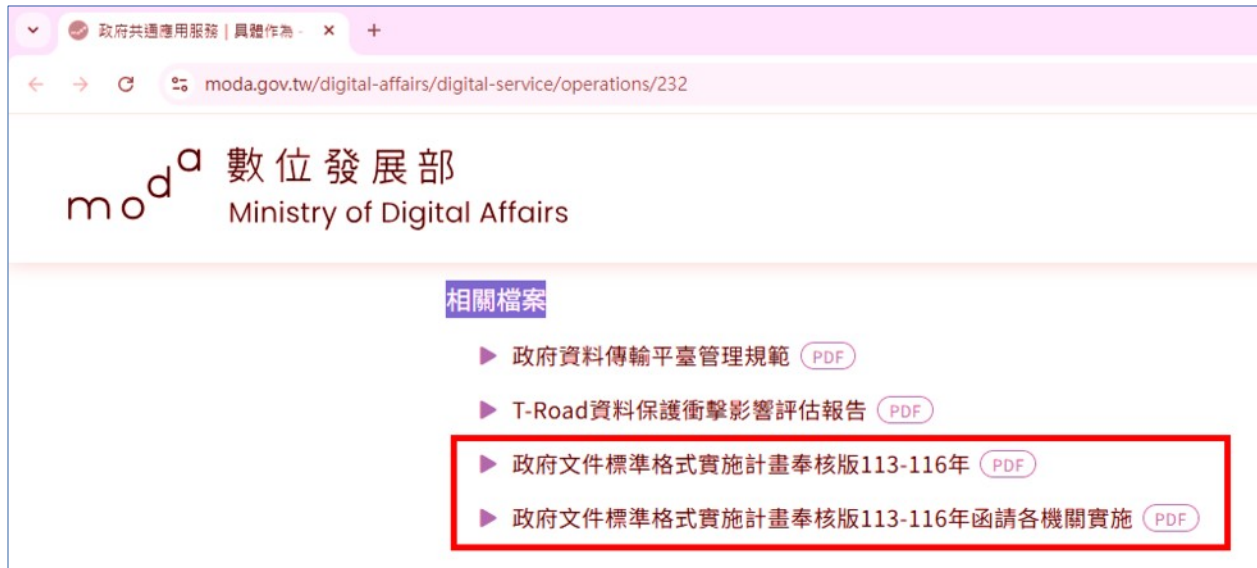 政府共通應用服務 | 具體作為 -
moda.gov.tw/digital-affairs/digital-service/operations/232
moda
數位發展部
Ministry of Digital Affairs
相關檔案
政府資料傳輸平臺管理規範 PDF
T-Road資料保護衝擊影響評估報告 PDF
政府文件標準格式實施計畫奉核版113-116年 PDF
政府文件標準格式實施計畫奉核版113-116年函請各機關實施 PDF